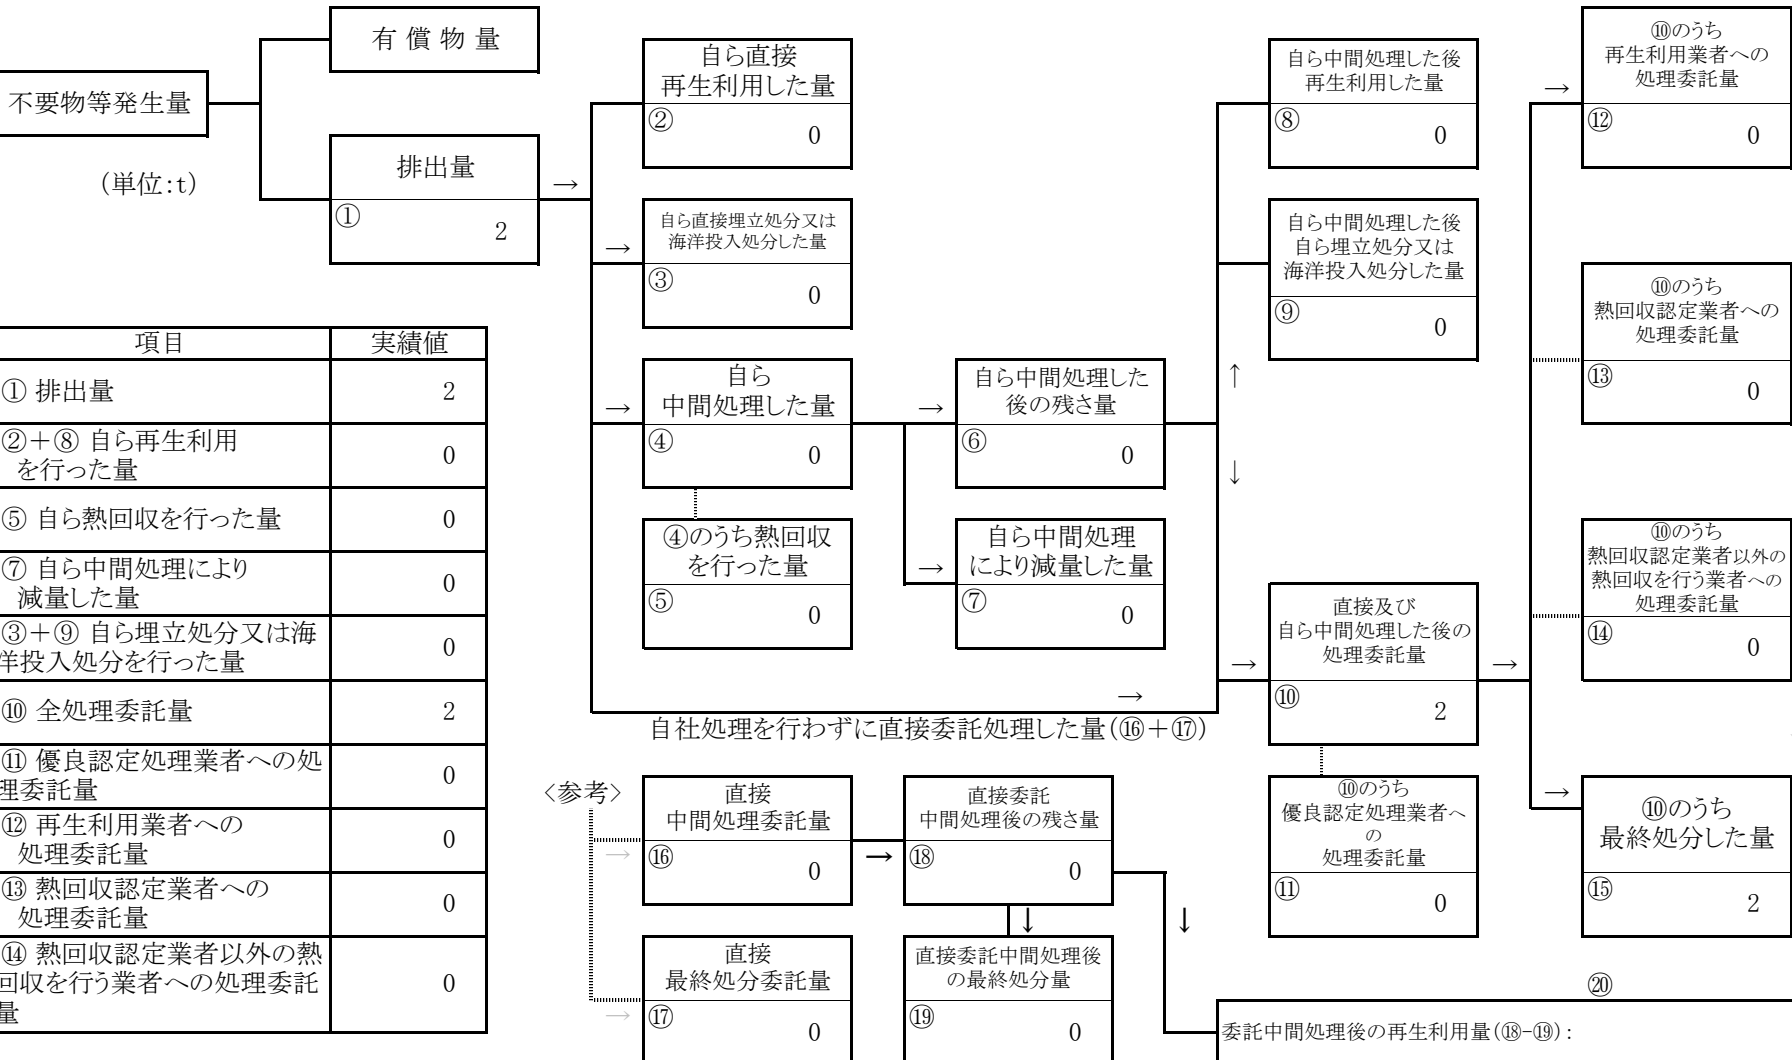 有償物量
不要物等発生量
(単位:t)
排出量
①
2
→
自ら直接
再生利用した量
②
0
→
自ら直接埋立処分又は
海洋投入処分した量
③
0
→
自ら
中間処理した量
④
0
④のうち熱回収
を行った量
⑤
0
→
自ら中間処理した
後の残さ量
⑥
0
→
自ら中間処理
により減量した量
⑦
0
↑
↓
自ら中間処理した後
再生利用した量
⑧
0
自ら中間処理した後
自ら埋立処分又は
海洋投入処分した量
⑨
0
→
自社処理を行わずに直接委託処理した量(⑯+⑰)
→
直接及び
自ら中間処理した後の
処理委託量
⑩
2
→
⑩のうち
優良認定処理業者へ
の
処理委託量
⑪
0
→
⑩のうち
再生利用業者への
処理委託量
⑫
0
⑩のうち
熱回収認定業者への
処理委託量
⑬
0
⑩のうち
熱回収認定業者以外の
熱回収を行う業者への
処理委託量
⑭
0
→
⑩のうち
最終処分した量
⑮
2
項目 実績値
① 排出量 2
②+⑧ 自ら再生利用
を行った量 0
⑤ 自ら熱回収を行った量 0
⑦ 自ら中間処理により
減量した量 0
③+⑨ 自ら埋立処分又は海
洋投入処分を行った量 0
⑩ 全処理委託量 2
⑪ 優良認定処理業者への処
理委託量 0
⑫ 再生利用業者への
処理委託量 0
⑬ 熱回収認定業者への
処理委託量 0
⑭ 熱回収認定業者以外の熱
回収を行う業者への処理委託
量 0
<参考>
→
直接
中間処理委託量
⑯
0
→
直接委託
中間処理後の残さ量
⑱
0
↓
↓
→
直接
最終処分委託量
⑰
0
直接委託中間処理後
の最終処分量
⑲
0
⑳
委託中間処理後の再生利用量(⑱-⑲):